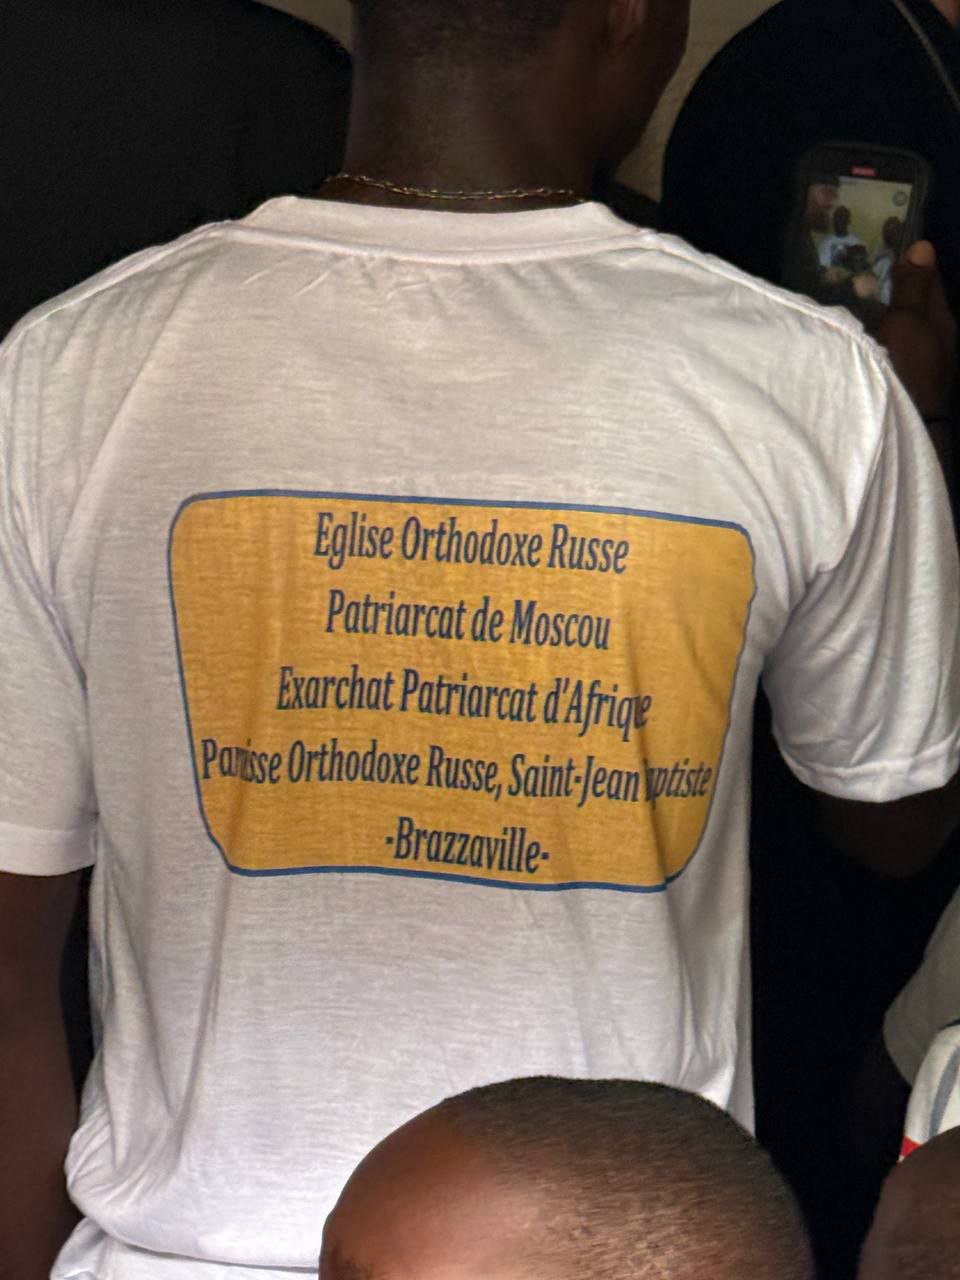 Eglise Orthodoxe Russe
Patriarcat de Moscou
Exarchat Patriarcat d'Afrique
Paroisse Orthodoxe Russe, Saint-Jean Baptiste
-Brazzaville-